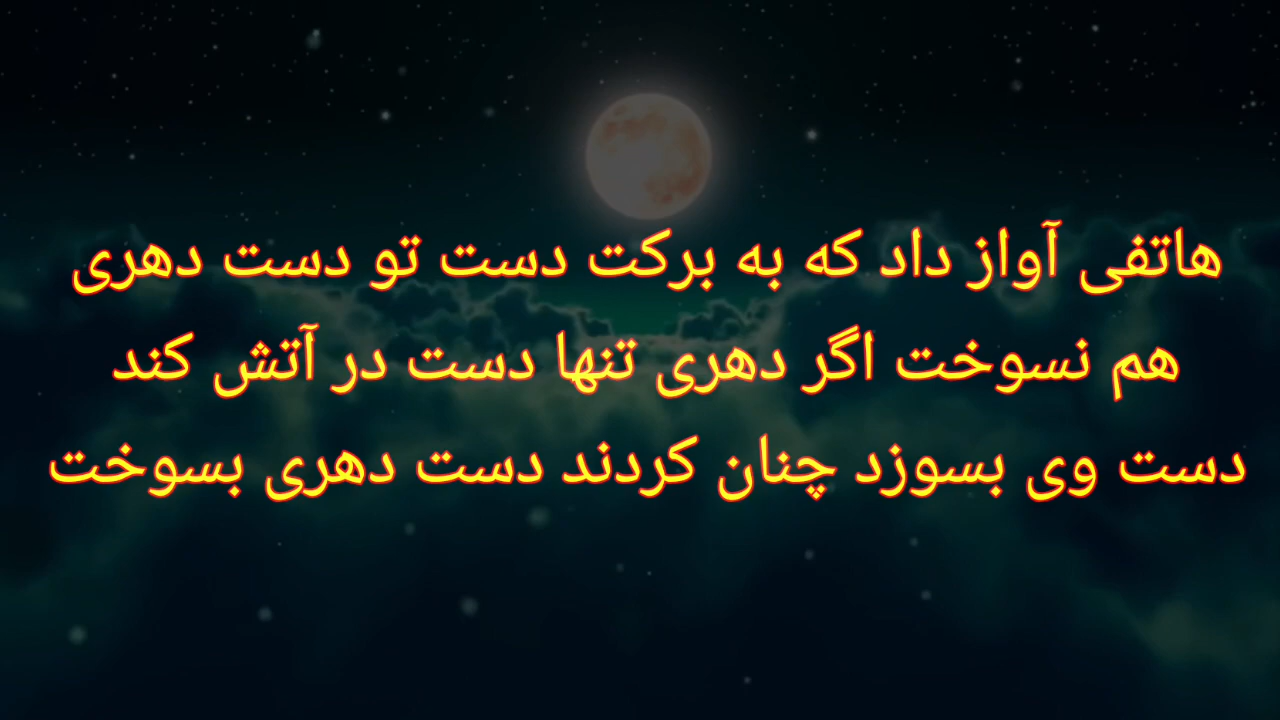 هاتفی آواز داد که به برکت دست تو دست دهری
هم نسوخت اگر دهری تنها دست در آتش کند
دست وی بسوزد چنان کردند دست دهری بسوخت